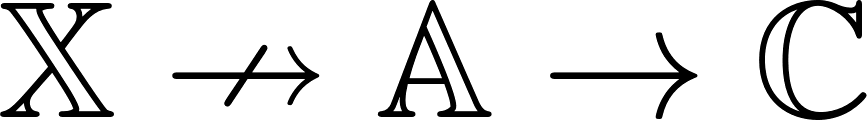 𝕏 ↛ 𝔸 → ℂ